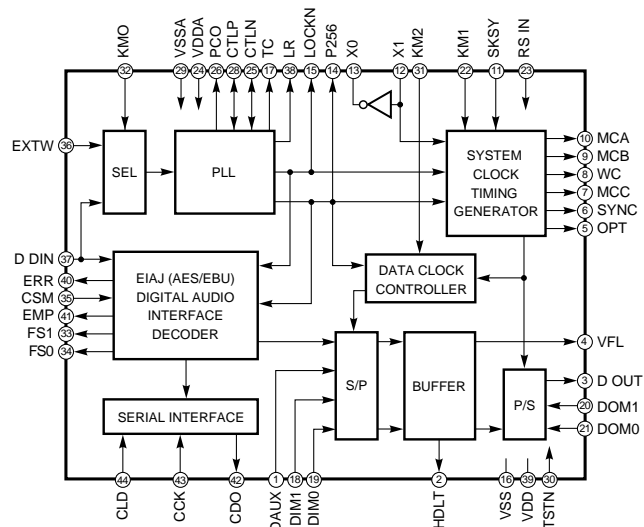 KMO VSSA VDDA PCO CTLP CTLN TC LR LOCKN P256 X0 X1 KM2 KM1 SKSY RS IN
32 29 24 26 28 25 17 38 15 14 13 12 31 22 11 23
EXTW 36
SEL
PLL
SYSTEM
CLOCK
TIMING
GENERATOR
10 MCA
9 MCB
8 WC
7 MCC
6 SYNC
5 OPT
D DIN 37
ERR 40
CSM 35
EMP 41
FS1 33
FS0 34
EIAJ (AES/EBU)
DIGITAL AUDIO
INTERFACE
DECODER
DATA CLOCK
CONTROLLER
S/P
BUFFER
P/S
4 VFL
3 D OUT
20 DOM1
21 DOM0
SERIAL INTERFACE
44 43 42 1 18 19 2 16 39 30
CLD CCK CDO DAUX DIM1 DIM0 HDLT VSS VDD TSTN